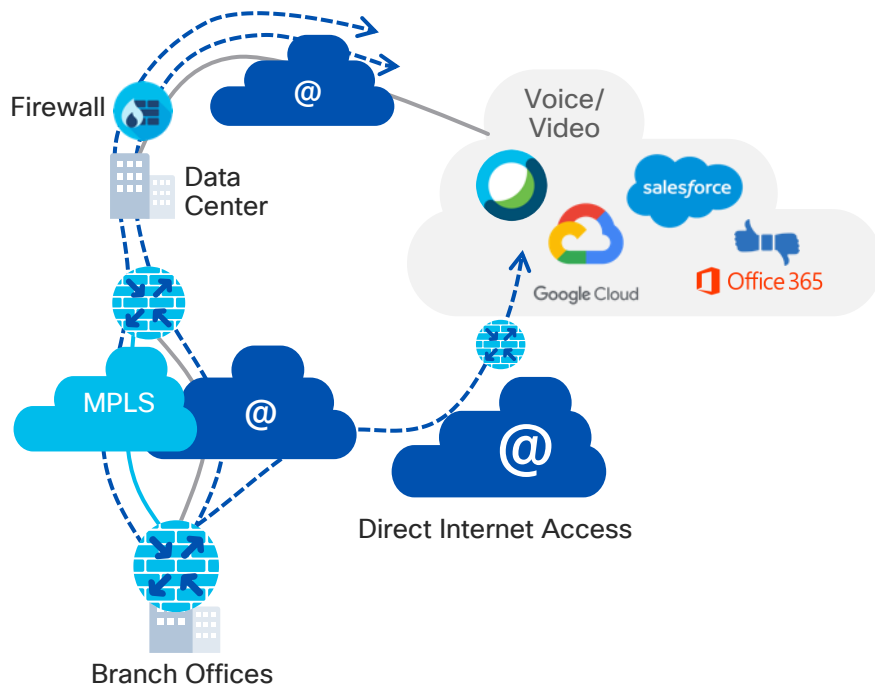 @
Firewall
Voice/
Video
Data
Center
salesforce
Google Cloud
Office 365
MPLS
@
@
Direct Internet Access
Branch Offices